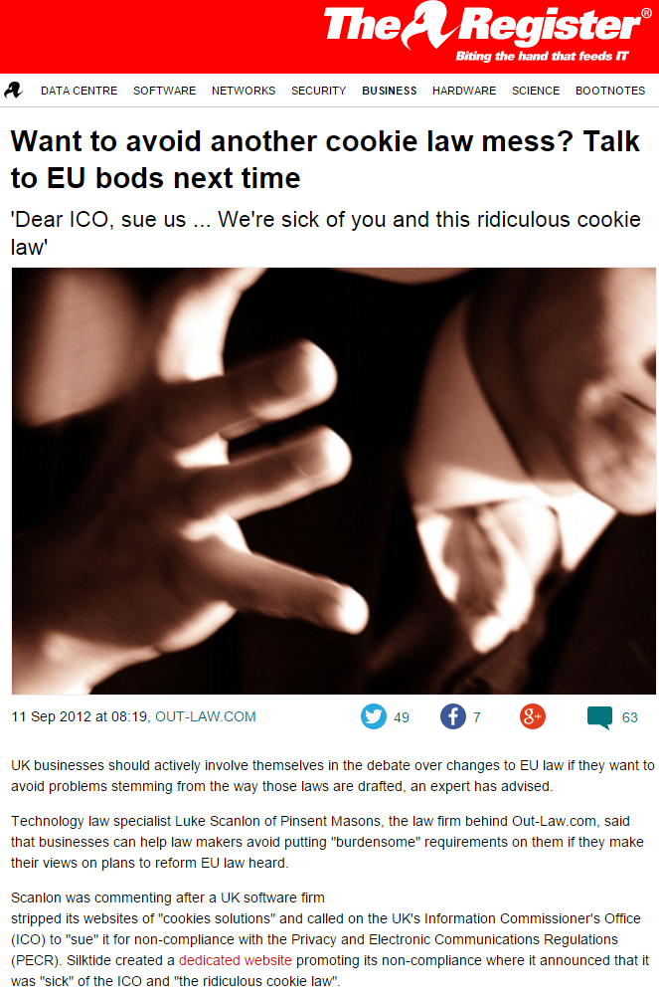 The Register®
Biting the hand that feeds IT
DATA CENTRE SOFTWARE NETWORKS SECURITY BUSINESS HARDWARE SCIENCE BOOTNOTES
Want to avoid another cookie law mess? Talk
to EU bods next time
'Dear ICO, sue us ... We're sick of you and this ridiculous cookie
law'
11 Sep 2012 at 08:19, OUT-LAW.COM 49 7 g+ 63
UK businesses should actively involve themselves in the debate over changes to EU law if they want to
avoid problems stemming from the way those laws are drafted, an expert has advised.
Technology law specialist Luke Scanlon of Pinsent Masons, the law firm behind Out-Law.com, said
that businesses can help law makers avoid putting "burdensome" requirements on them if they make
their views on plans to reform EU law heard.
Scanlon was commenting after a UK software firm
stripped its websites of "cookies solutions" and called on the UK's Information Commissioner's Office
(ICO) to "sue" it for non-compliance with the Privacy and Electronic Communications Regulations
(PECR). Silktide created a dedicated website promoting its non-compliance where it announced that it
was "sick" of the ICO and "the ridiculous cookie law".